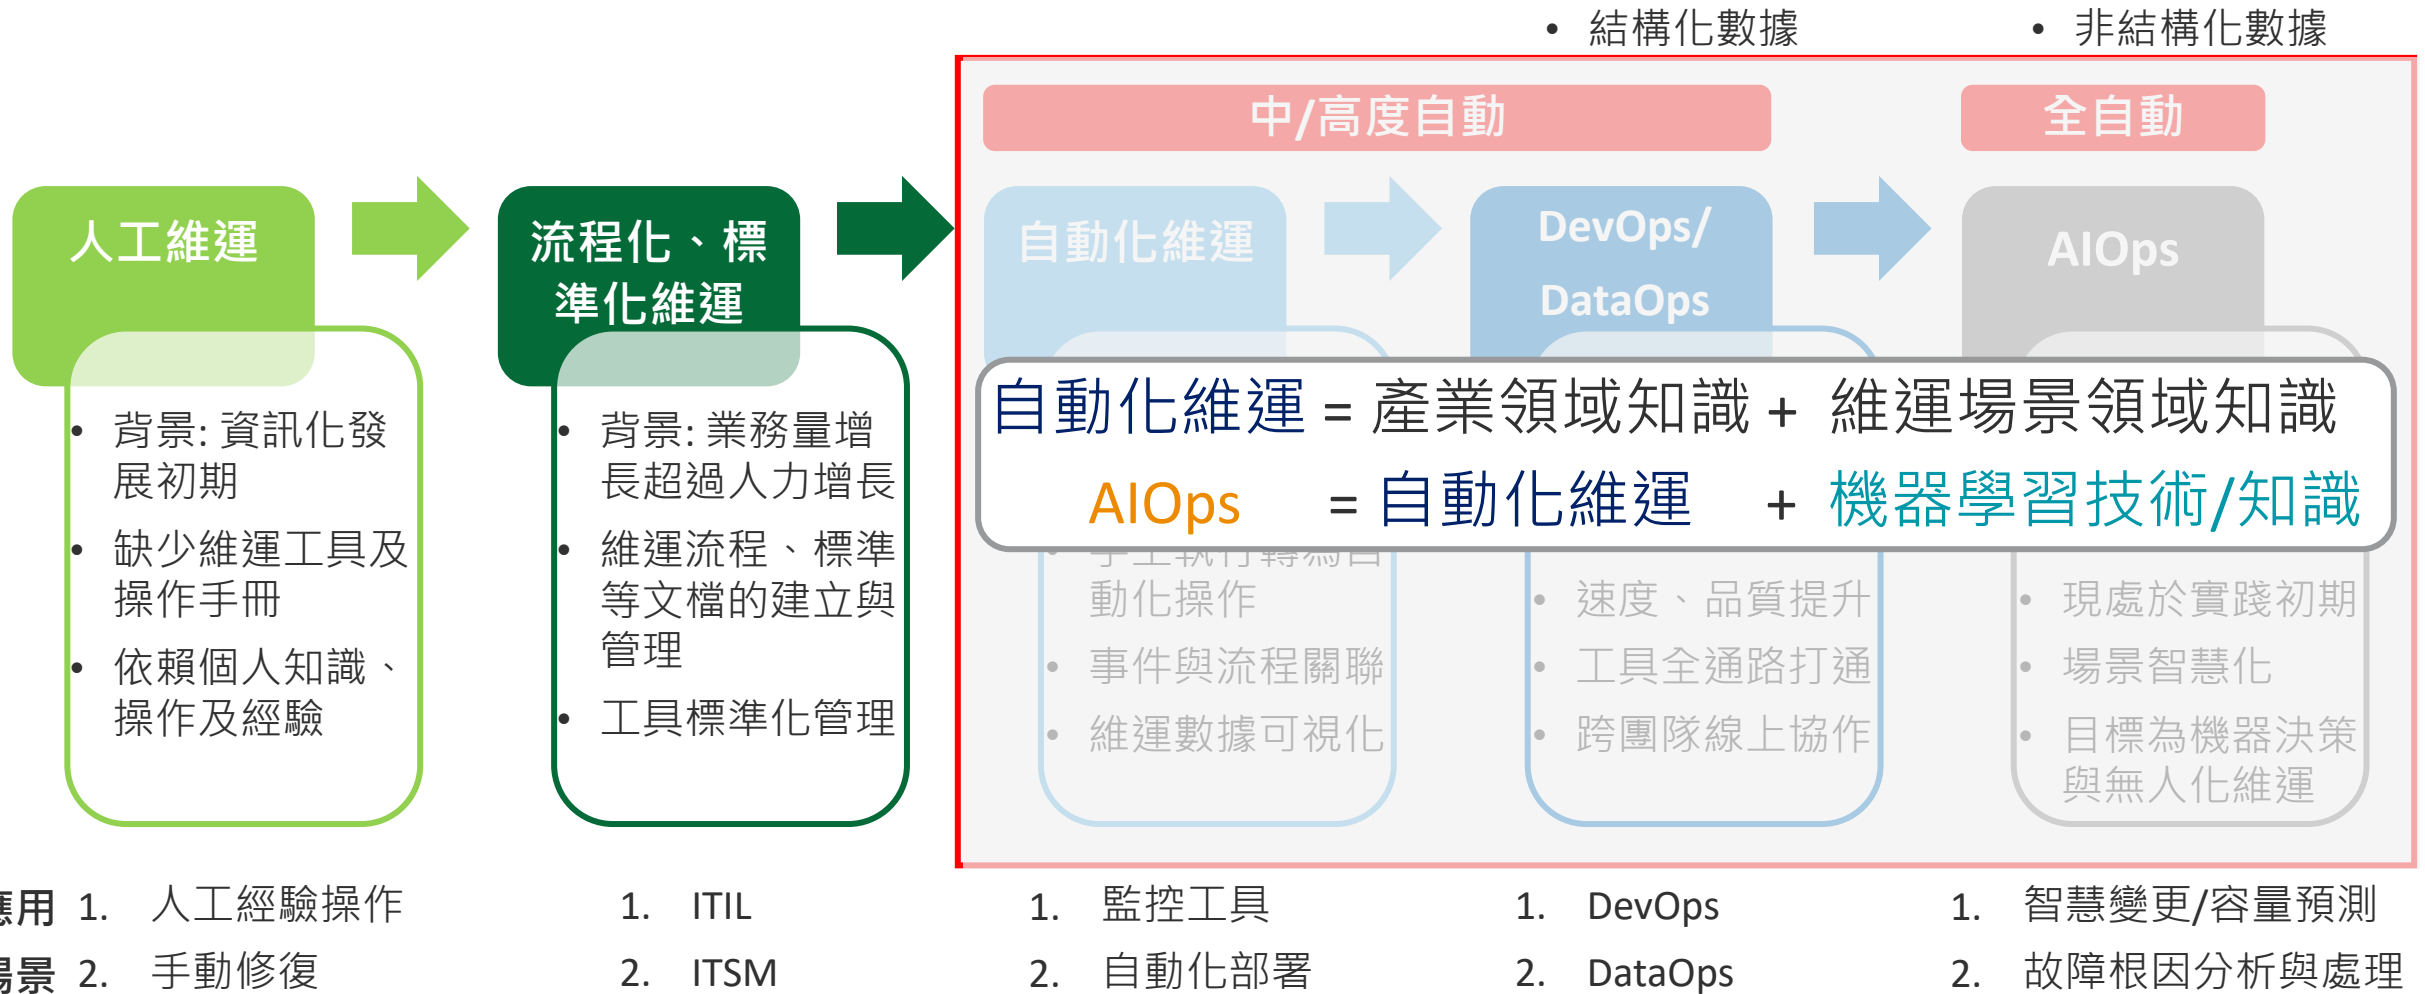 • 結構化數據
• 非結構化數據
中/高度自動
全自動
人工維運
流程化、標
準化維運
自動化維運
DevOps/
DataOps
AIOps
自動化維運 = 產業領域知識 + 維運場景領域知識
AIOps = 自動化維運 + 機器學習技術/知識
• 背景: 資訊化發
展初期
• 缺少維運工具及
操作手冊
• 依賴個人知識、
操作及經驗
• 背景: 業務量增
長超過人力增長
• 維運流程、標準
等文檔的建立與
管理
• 工具標準化管理
• 手工執行轉為自
動化操作
• 事件與流程關聯
• 維運數據可視化
• 速度、品質提升
• 工具全通路打通
• 跨團隊線上協作
• 現處於實踐初期
• 場景智慧化
• 目標為機器決策
與無人化維運
應用
場景
1. 人工經驗操作
2. 手動修復
1. ITIL
2. ITSM
1. 監控工具
2. 自動化部署
1. DevOps
2. DataOps
1. 智慧變更/容量預測
2. 故障根因分析與處理